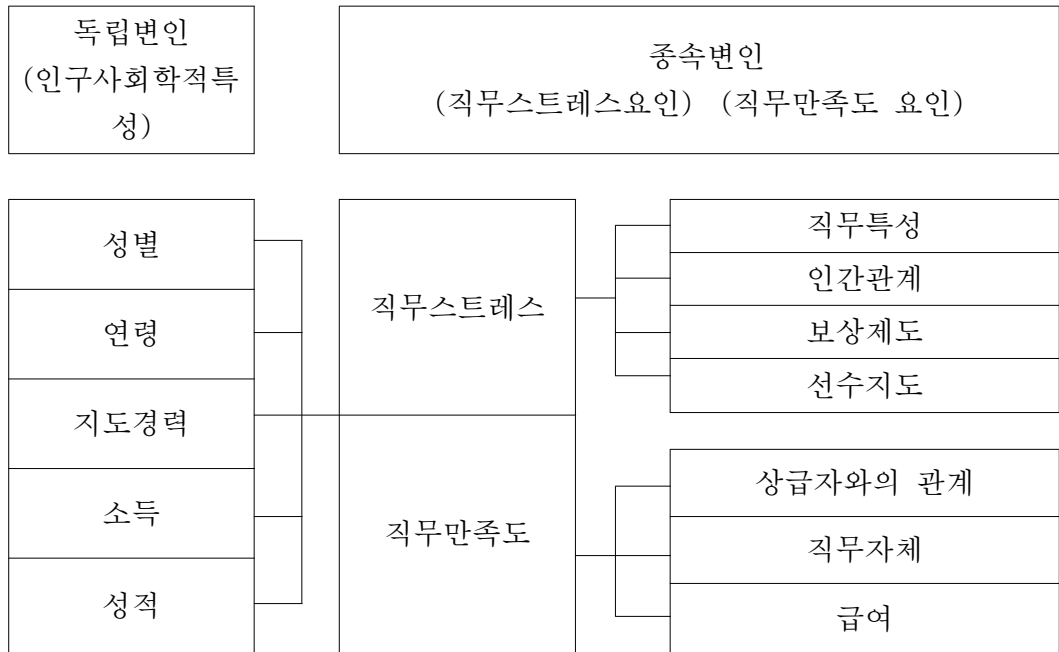 독립변인
(인구사회학적특
성)
종속변인
(직무스트레스요인) (직무만족도 요인)
성별
연령
지도경력
소득
성적
직무스트레스
직무만족도
직무특성
인간관계
보상제도
선수지도
상급자와의 관계
직무자체
급여